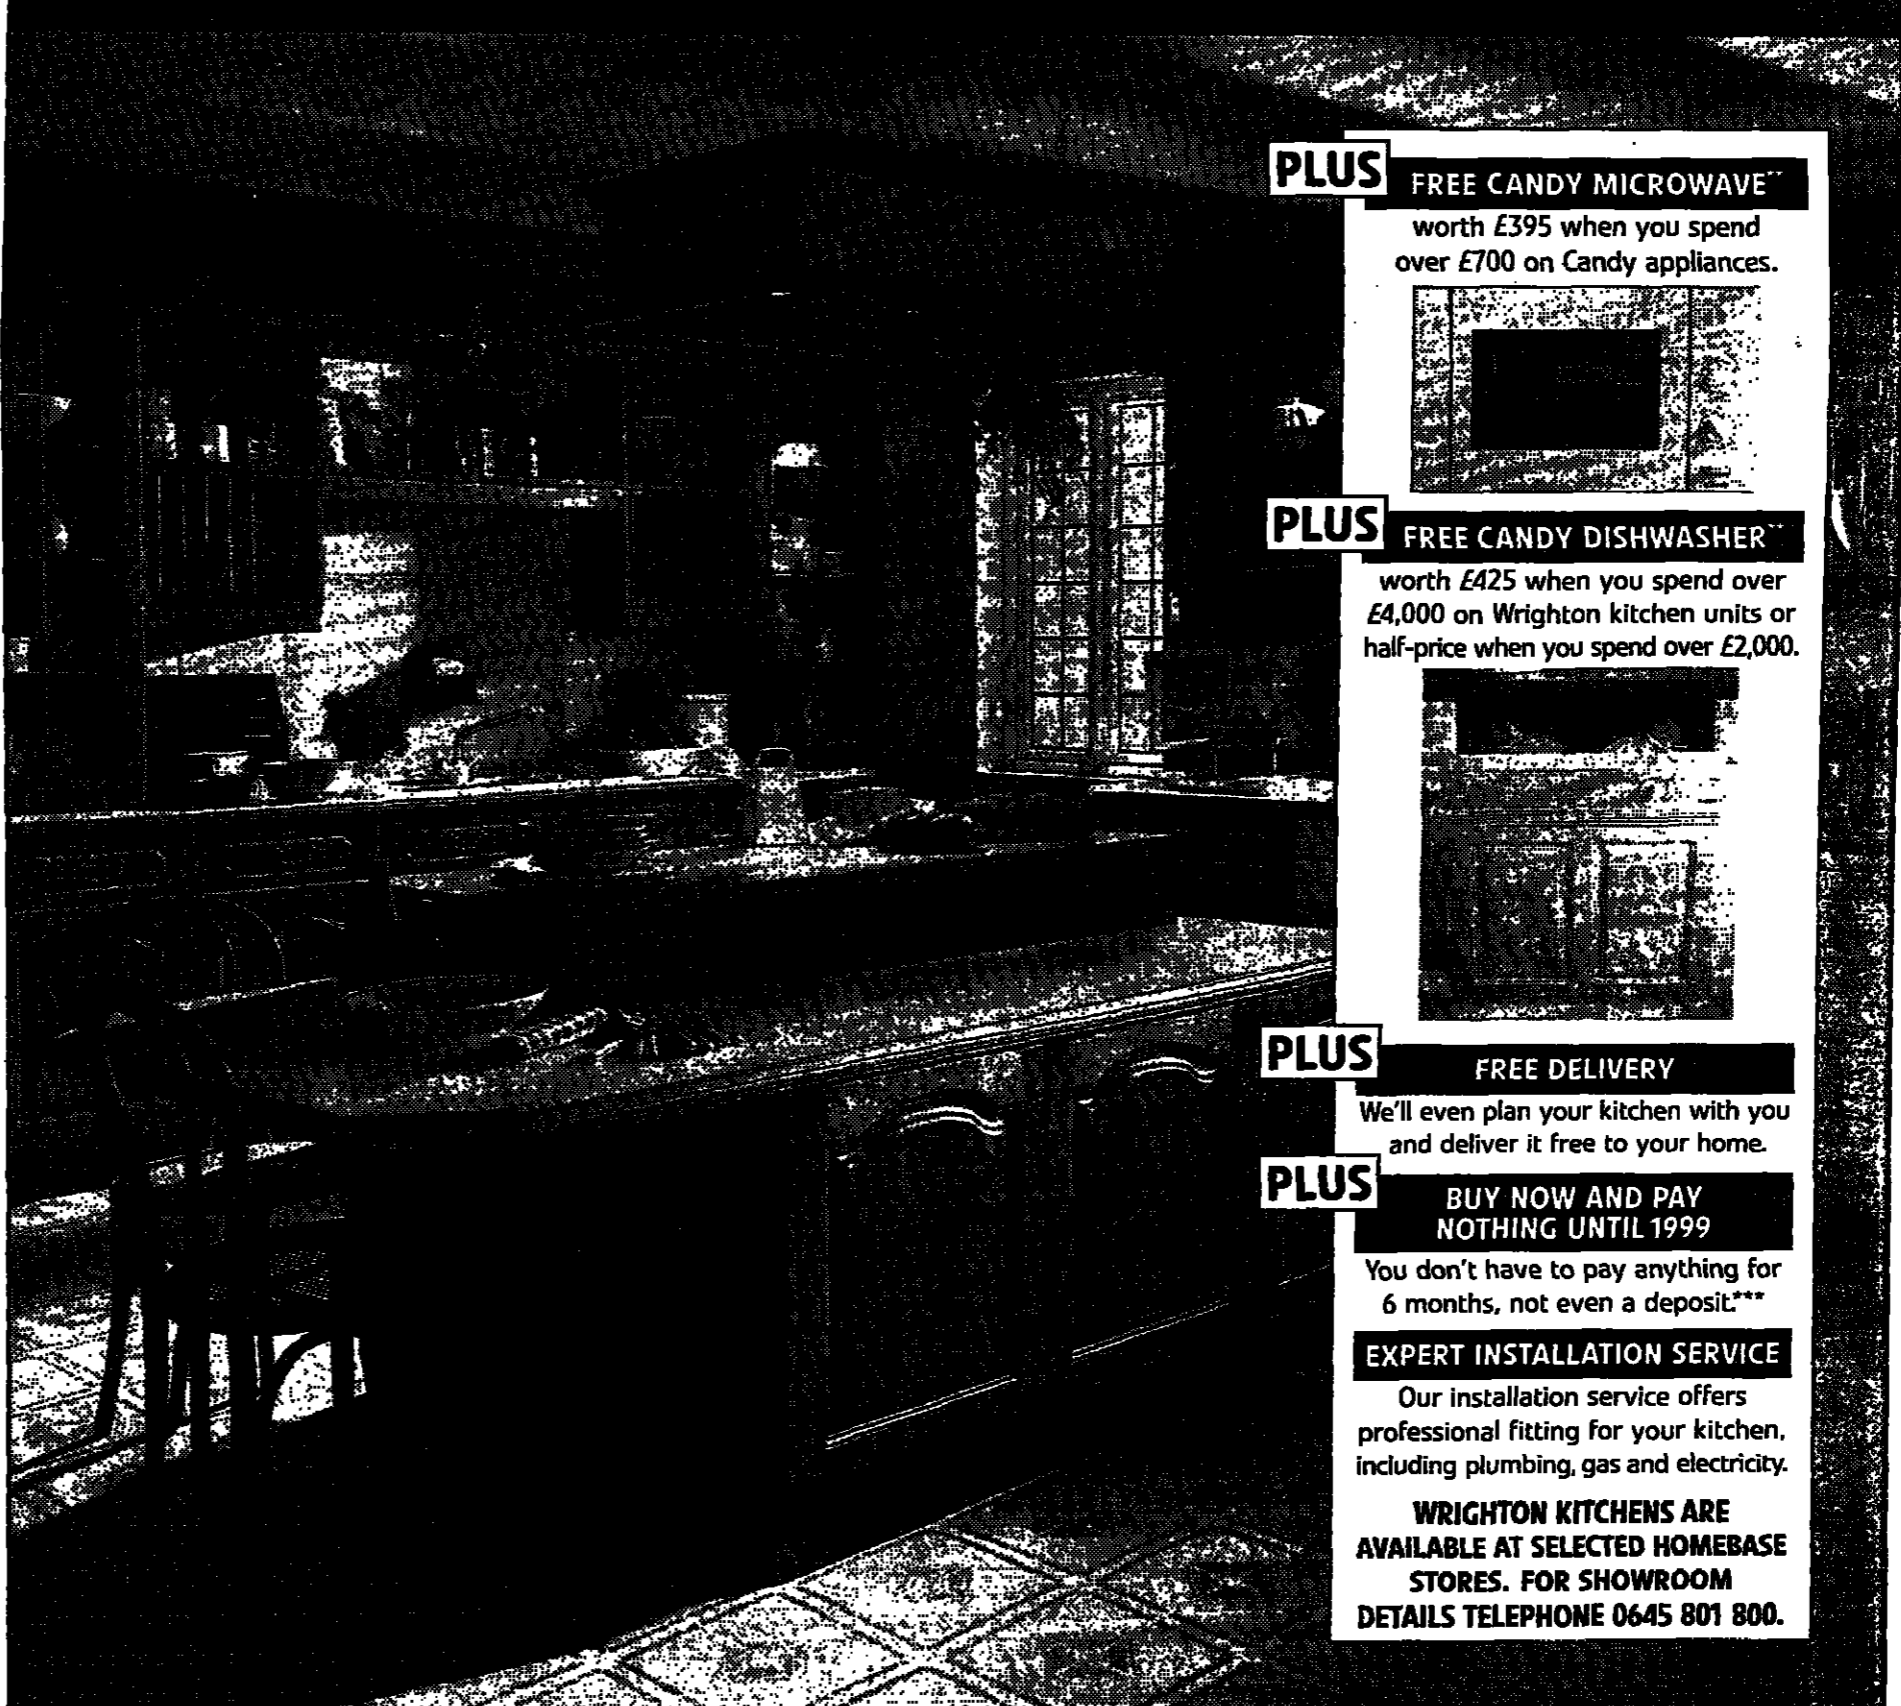 PLUS
FREE CANDY MICROWAVE**
worth £395 when you spend
over £700 on Candy appliances.
PLUS
FREE CANDY DISHWASHER**
worth £425 when you spend over
£4,000 on Wrighton kitchen units or
half-price when you spend over £2,000.
PLUS
FREE DELIVERY
We'll even plan your kitchen with you
and deliver it free to your home.
PLUS
BUY NOW AND PAY
NOTHING UNTIL 1999
You don't have to pay anything for
6 months, not even a deposit.***
EXPERT INSTALLATION SERVICE
Our installation service offers
professional fitting for your kitchen,
including plumbing, gas and electricity.
WRIGHTON KITCHENS ARE
AVAILABLE AT SELECTED HOMEBASE
STORES. FOR SHOWROOM
DETAILS TELEPHONE 0645 801 800.